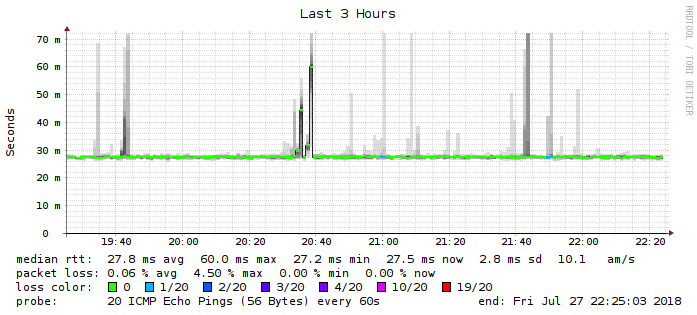 Last 3 Hours
RRDTOOL / TOBI OETIKER
Seconds
70 m
60 m
50 m
40 m
30 m
20 m
10 m
0
19:40 20:00 20:20 20:40 21:00 21:20 21:40 22:00 22:20
median rtt: 27.8 ms avg 60.0 ms max 27.2 ms min 27.5 ms now 2.8 ms sd 10.1 am/s
packet loss: 0.06 % avg 4.50 % max 0.00 % min 0.00 % now
loss color: 0 1/20 2/20 3/20 4/20 10/20 19/20
probe: 20 ICMP Echo Pings (56 Bytes) every 60s end: Fri Jul 27 22:25:03 2018